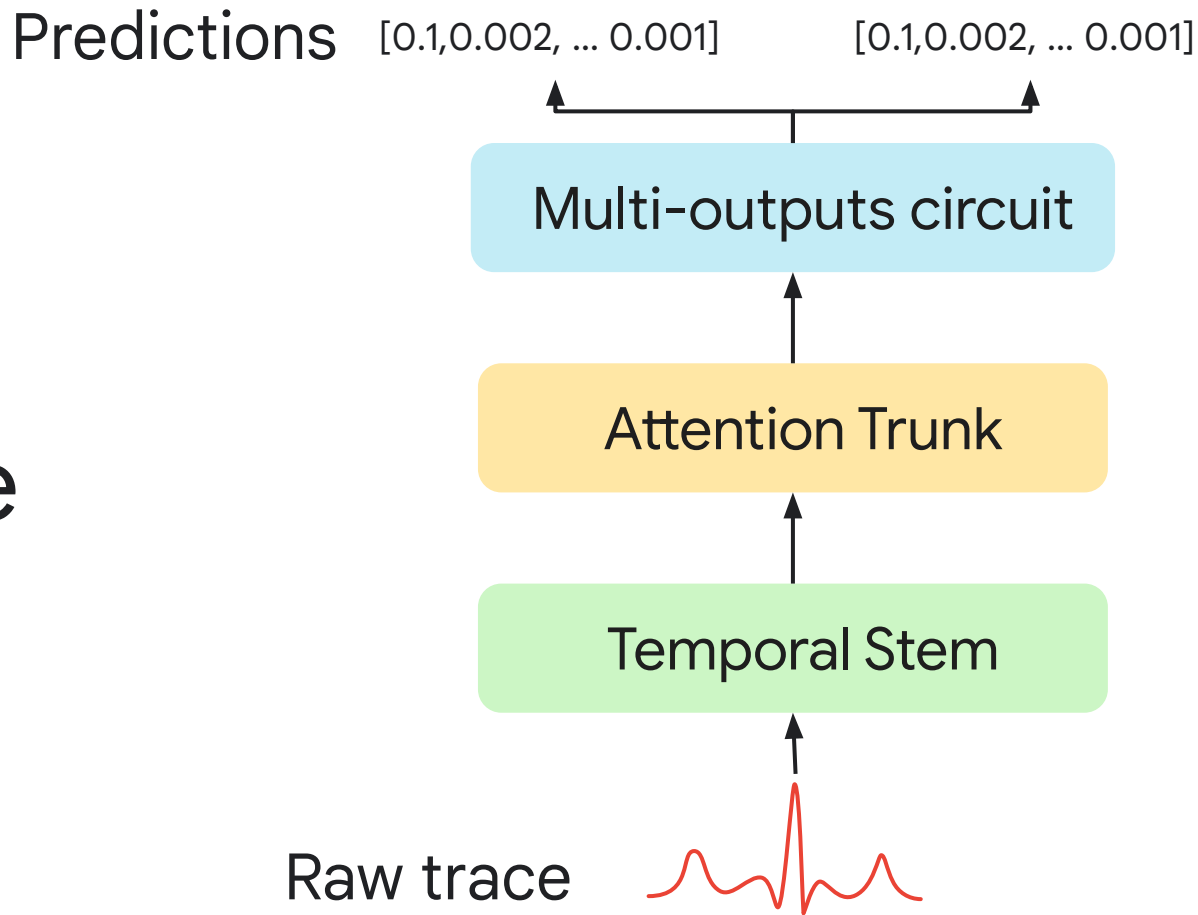 Predictions [0.1,0.002, ... 0.001] [0.1,0.002, ... 0.001]
Multi-outputs circuit
Attention Trunk
e
Temporal Stem
Raw trace